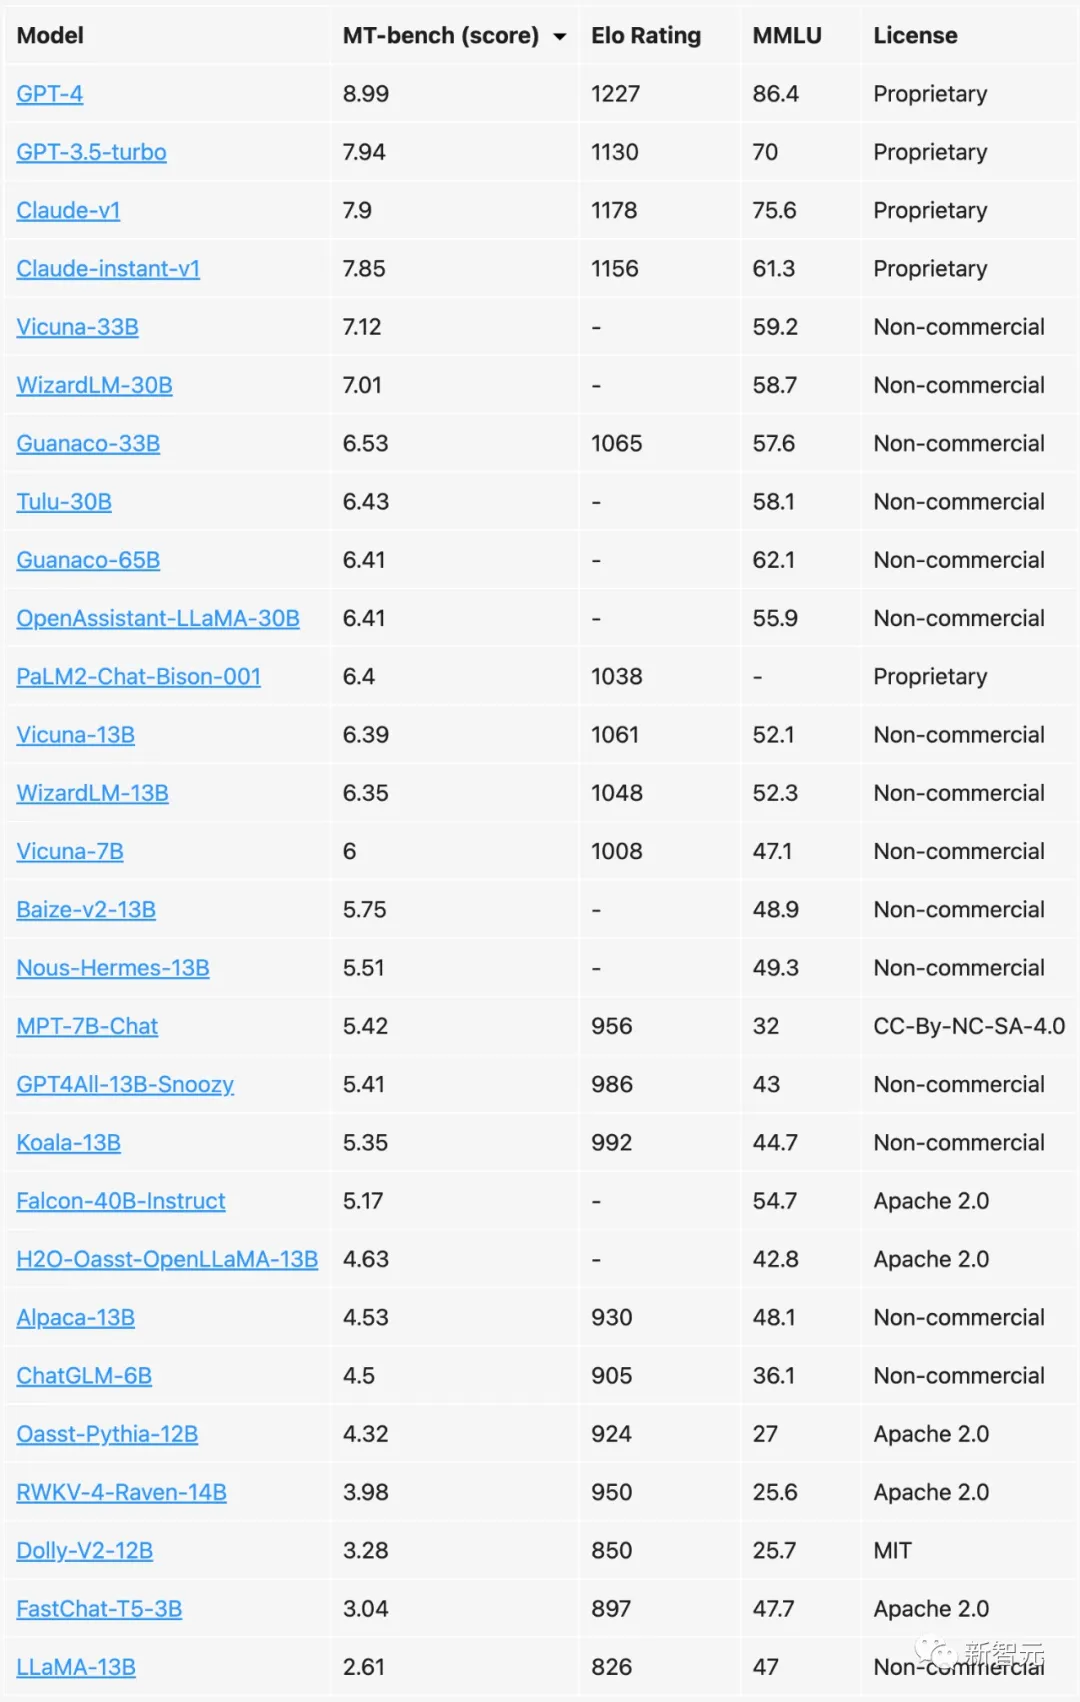 Model MT-bench (score) Elo Rating MMLU License
GPT-4 8.99 1227 86.4 Proprietary
GPT-3.5-turbo 7.94 1130 70 Proprietary
Claude-v1 7.9 1178 75.6 Proprietary
Claude-instant-v1 7.85 1156 61.3 Proprietary
Vicuna-33B 7.12 - 59.2 Non-commercial
WizardLM-30B 7.01 - 58.7 Non-commercial
Guanaco-33B 6.53 1065 57.6 Non-commercial
Tulu-30B 6.43 - 58.1 Non-commercial
Guanaco-65B 6.41 - 62.1 Non-commercial
OpenAssistant-LLaMA-30B 6.41 - 55.9 Non-commercial
PaLM2-Chat-Bison-001 6.4 1038 - Proprietary
Vicuna-13B 6.39 1061 52.1 Non-commercial
WizardLM-13B 6.35 1048 52.3 Non-commercial
Vicuna-7B 6 1008 47.1 Non-commercial
Baize-v2-13B 5.75 - 48.9 Non-commercial
Nous-Hermes-13B 5.51 - 49.3 Non-commercial
MPT-7B-Chat 5.42 956 32 CC-By-NC-SA-4.0
GPT4All-13B-Snoozy 5.41 986 43 Non-commercial
Koala-13B 5.35 992 44.7 Non-commercial
Falcon-40B-Instruct 5.17 - 54.7 Apache 2.0
H2O-Oasst-OpenLLaMA-13B 4.63 - 42.8 Apache 2.0
Alpaca-13B 4.53 930 48.1 Non-commercial
ChatGLM-6B 4.5 905 36.1 Non-commercial
Oasst-Pythia-12B 4.32 924 27 Apache 2.0
RWKV-4-Raven-14B 3.98 950 25.6 Apache 2.0
Dolly-V2-12B 3.28 850 25.7 MIT
FastChat-T5-3B 3.04 897 47.7 Apache 2.0
新智元
LLaMA-13B 2.61 826 47 Non-commercial